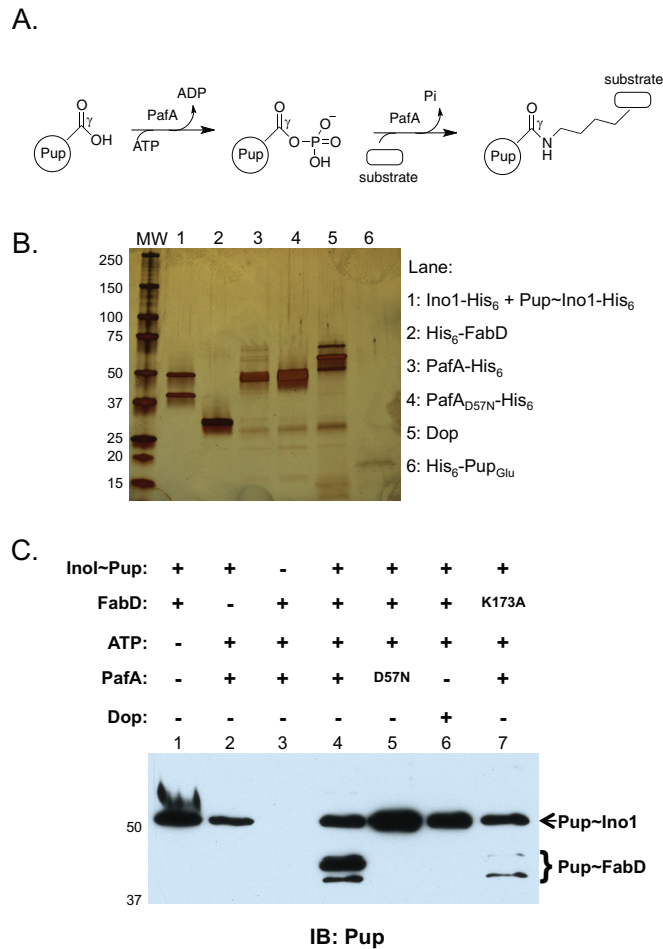 A.
substrate
ADP
Pi
O
γ
OH
PafA
ATP
Pup
O
γ
O
P
O⁻
O
OH
Pup
PafA
substrate
O
γ
N
H
Pup
B.
MW 1 2 3 4 5 6
250
150
100
75
50
37
25
20
15
Lane:
1: Ino1-His₆ + Pup~Ino1-His₆
2: His₆-FabD
3: PafA-His₆
4: PafA_D57N-His₆
5: Dop
6: His₆-Pup_Glu
C.
InoI~Pup: + + - + + + +
FabD: + - + + + + K173A
ATP: - + + + + + +
PafA: - + + + D57N - +
Dop: - - - - - + -
1 2 3 4 5 6 7
50
37
Pup~Ino1
Pup~FabD
IB: Pup